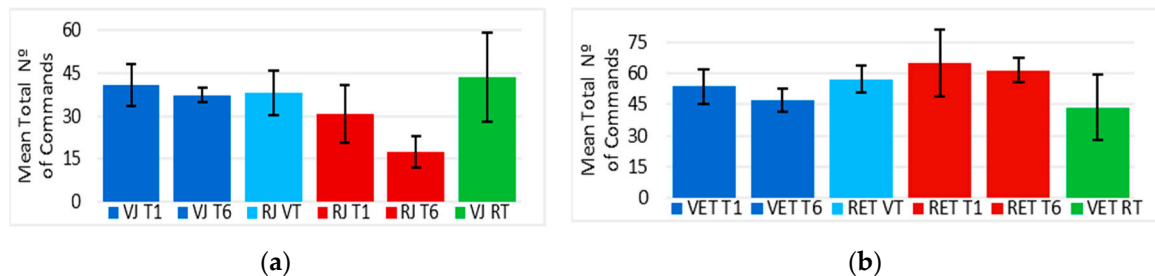 Mean Total Nº
of Commands
60
45
30
15
0
VJ T1 VJ T6 RJ VT RJ T1 RJ T6 VJ RT
(a)
Mean Total Nº
of Commands
75
60
45
30
15
0
VET T1 VET T6 RET VT RET T1 RET T6 VET RT
(b)